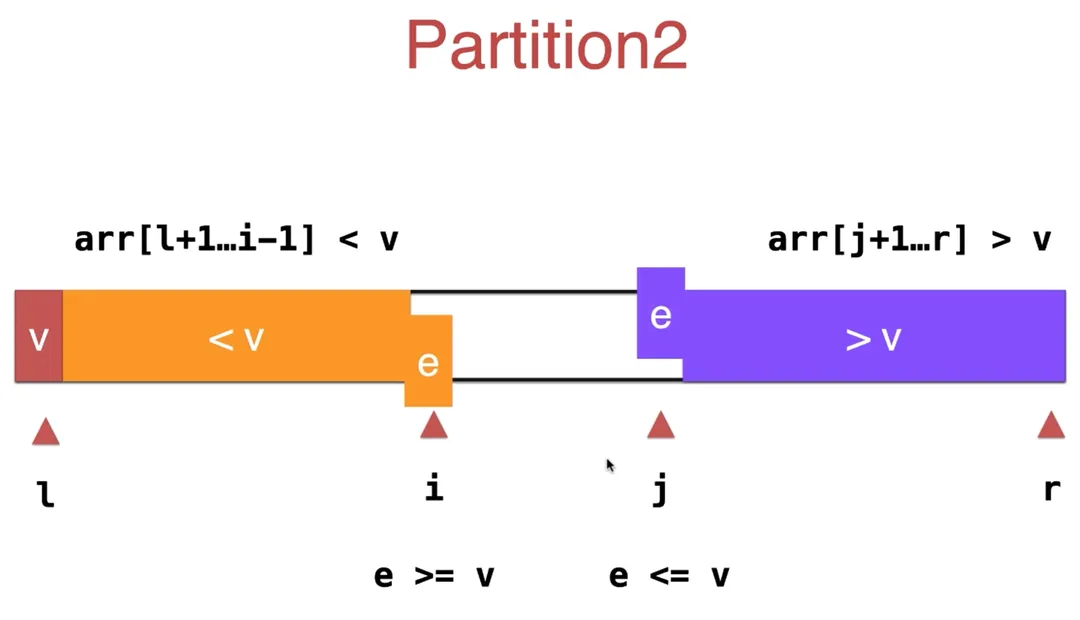 Partition2
arr[l+1…i-1] < v
arr[j+1…r] > v
v
< v
e
e
> v
l
i
j
r
e >= v
e <= v